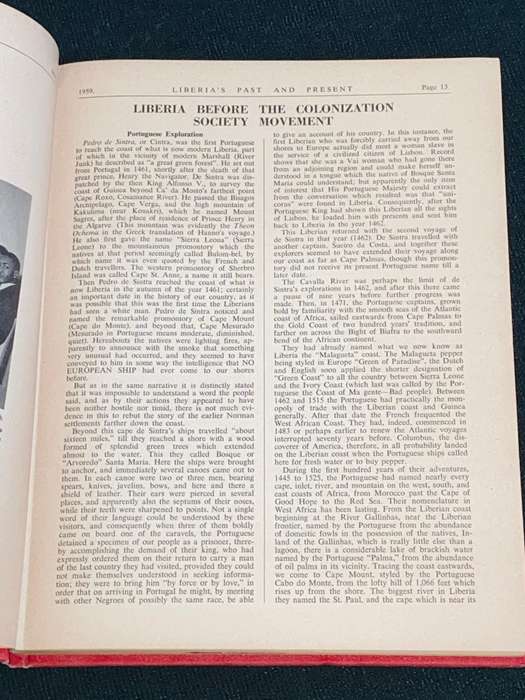 1959.
LIBERIA'S PAST AND PRESENT
Page 13
LIBERIA BEFORE THE COLONIZATION
SOCIETY MOVEMENT
Portuguese Exploration
Pedro de Sintra, or Cintra, was the first Portuguese
to reach the coast of what is now modern Liberia, part
of which in the vicinity of modern Marshall (River
Junk) he described as "a great green forest". He set out
from Portugal in 1461, shortly after the death of that
great prince, Henry the Navigator. De Sintra was dis-
patched by the then King Alfonso V., to survey the
coast of Guinea beyond Ca' da Mosto's farthest point
(Cape Roxo, Casamanse River). He passed the Bisagos
Archipelago, Cape Verga, and the high mountain of
Kakulima (near Konakri), which he named Mount
Sagres, after the place of residence of Prince Henry in
the Algarve (This mountain was evidently the Theon
Ochema in the Greek translation of Hanno's voyage.)
He also first gave the name "Sierra Leoua" (Sierra
Leone) to the mountainous promontory which the
natives at that period seemingly called Bulom-bel, by
which name it was even quoted by the French and
Dutch travellers. The western promontory of Sherbro
Island was called Cape St. Anne, a name it still bears.
Then Pedro de Sintra reached the coast of what is
now Liberia in the autumn of the year 1461; certainly
an important date in the history of our country, as it
was possible that this was the first time the Liberians
had seen a white man. Pedro de Sintra noticed and
named the remarkable promontory of Cape Mount
(Cape do Monte), and beyond that, Cape Mesurado
(Mesurado in Portuguese means moderate, diminished,
quiet). Hereabouts the natives were lighting fires, ap-
parently to announce with the smoke that something
very unusual had occurred, and they seemed to have
conveyed to him in some way the intelligence that NO
EUROPEAN SHIP had ever come to our shores
before.
But as in the same narrative it is distinctly stated
that it was impossible to understand a word the people
said, and as by their actions they appeared to have
been neither hostile nor timid, there is not much evi-
dence in this to rebut the story of the earlier Norman
settlements farther down the coast.
Beyond this cape de Sintra's ships travelled "about
sixteen miles," till they reached a shore with a wood
formed of splendid green trees which extended
almost to the water. This they called Bosque or
"Arvoredo" Santa Maria. Here the ships were brought
to anchor, and immediately several canoes came out to
them. In each canoe were two or three men, bearing
spears, knives, javelins, bows, and here and there a
shield of leather. Their ears were pierced in several
places, and apparently also the septums of their noses,
while their teeth were sharpened to points. Not a single
word of their language could be understood by these
visitors, and consequently when three of them boldly
came on board one of the caravels, the Portuguese
detained a specimen of our people as a prisoner, there-
by accomplishing the demand of their king, who had
expressly ordered them on their return to carry a man
of the last country they had visited, provided they could
not make themselves understood in seeking informa-
tion; they were to bring him "by force or by love," in
order that on arriving in Portugal he might, by meeting
with other Negroes of possibly the same race, be able
to give an account of his country. In this instance, the
first Liberian who was forcibly carried away from our
shores to Europe actually did meet a woman slave in
the service of a civilized citizen of Lisbon. Record
shows that she was a Vai woman who had gone there
from an adjoining region and could make herself un-
derstood in a tongue which the native of Bosque Santa
Maria could understand; but apparently the only item
of interest that His Portuguese Majesty could extract
from the conversation which resulted was that "uni-
corns" were found in Liberia. Consequently, after the
Portuguese King had shown this Liberian all the sights
of Lisbon, he loaded him with presents and sent him
back to Liberia in the year 1462.
This Liberian returned with the second voyage of
de Sintra in that year (1462). De Sintra travelled with
another captain, Sueiro da Costa, and together these
explorers seemed to have extended their voyage along
our coast as far as Cape Palmas, though this promon-
tory did not receive its present Portuguese name till a
later date.
The Cavalla River was perhaps the limit of de
Sintra's explorations in 1462, and after this there came
a pause of nine years before further progress was
made. Then, in 1471, the Portuguese captains, grown
bold by familiarity with the smooth seas of the Atlantic
coast of Africa, sailed eastwards from Cape Palmas to
the Gold Coast of two hundred years' tradition, and
farther on across the Bight of Biafra to the southward
bend of the African continent.
They had already named what we now know as
Liberia the "Malagueta" coast. The Malagueta pepper
being styled in Europe "Green of Paradise", the Dutch
and English soon applied the shorter designation of
"Green Coast" to all the country between Sierra Leone
and the Ivory Coast (which last was called by the Por-
tuguese the Coast of Ma gente—Bad people). Between
1462 and 1515 the Portuguese had practically the mon-
opoly of trade with the Liberian coast and Guinea
generally. After that date the French frequented the
West African Coast. They had, indeed, commenced in
1483 or perhaps earlier to renew the Atlantic voyages
interrupted seventy years before. Columbus, the dis-
coverer of America, therefore, in all probability landed
on the Liberian coast when the Portuguese ships called
here for fresh water or to buy pepper.
During the first hundred years of their adventures,
1445 to 1525, the Portuguese had named nearly every
cape, inlet, river, and mountain on the west, south, and
east coasts of Africa, from Morocco past the Cape of
Good Hope to the Red Sea. Their nomenclature in
West Africa has been lasting. From the Liberian coast
beginning at the River Gallinhas, near the Liberian
frontier, named by the Portuguese from the abundance
of domestic fowls in the possession of the natives, In-
land of the Gallinhas, which is really little else than a
lagoon, there is a considerable lake of brackish water
named by the Portuguese "Palma," from the abundance
of oil palms in its vicinity. Tracing the coast eastwards,
we come to Cape Mount, styled by the Portuguese
Cabo do Monte, from the lofty hill of 1,066 feet which
rises up from the shore. The biggest river in Liberia
they named the St. Paul, and the cape which is near its